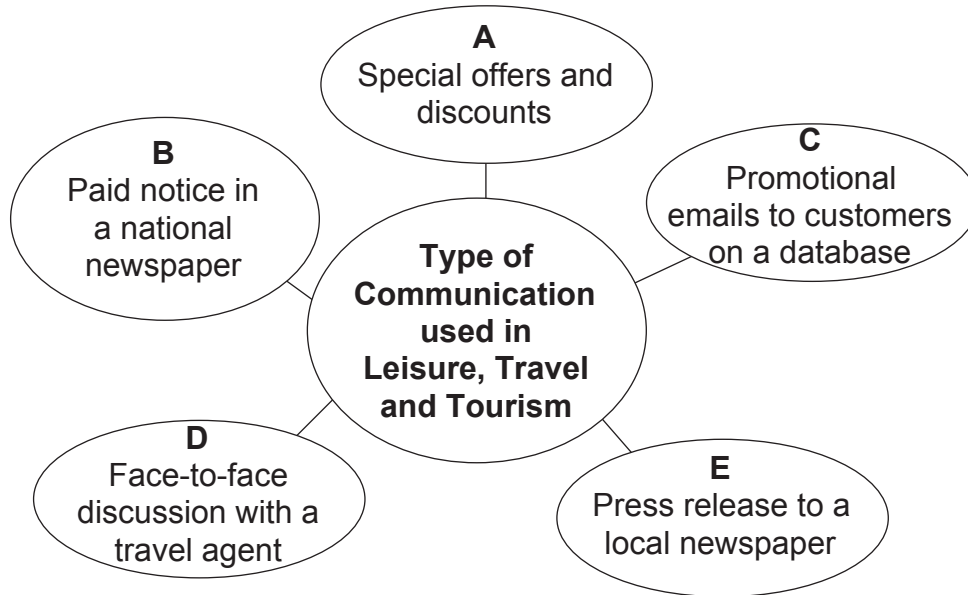 A
Special offers and
discounts
B
Paid notice in
a national
newspaper
C
Promotional
emails to customers
on a database
Type of
Communication
used in
Leisure, Travel
and Tourism
D
Face-to-face
discussion with a
travel agent
E
Press release to a
local newspaper